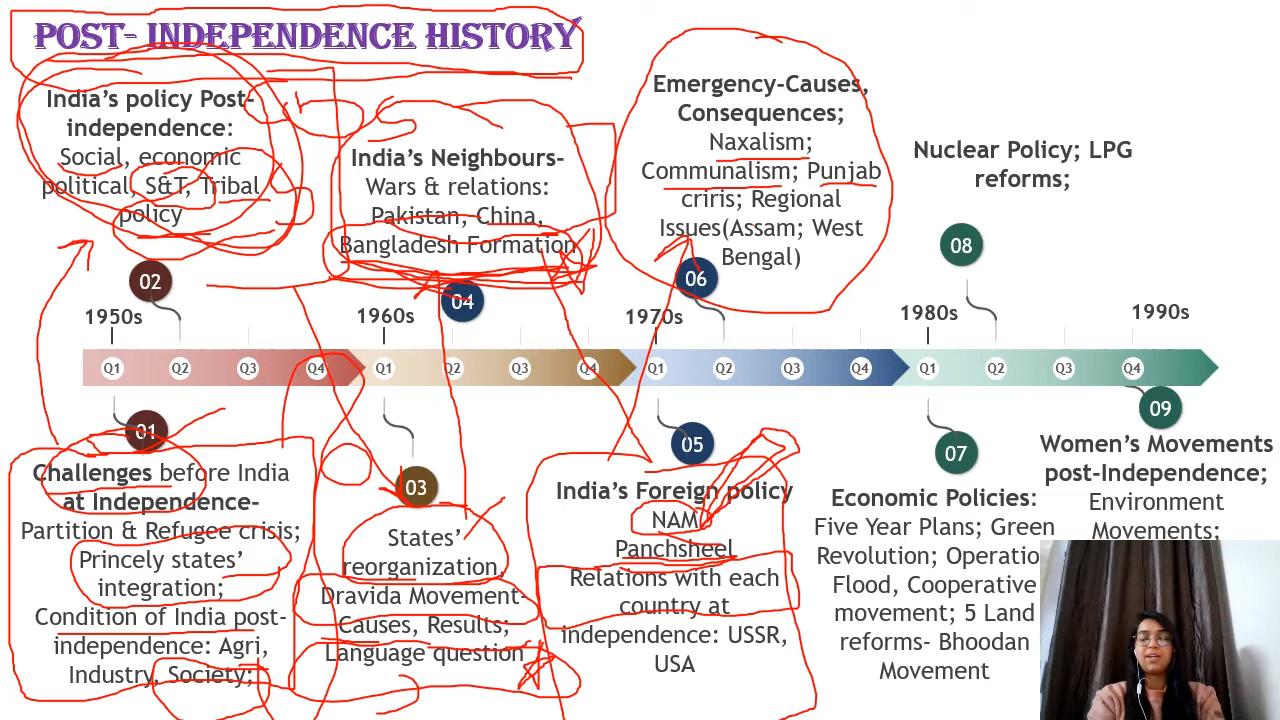 POST- INDEPENDENCE HISTORY
India's policy Post-
independence:
Social, economic
political, S&T, Tribal
policy
02
India's Neighbours-
Wars & relations:
Pakistan, China,
Bangladesh Formation
04
Emergency-Causes,
Consequences;
Naxalism;
Communalism; Punjab
criris; Regional
Issues(Assam; West
Bengal)
06
Nuclear Policy; LPG
reforms;
08
1950s
1960s
1970s
1980s
1990s
Q1 Q2 Q3 Q4 Q1 Q2 Q3 Q4 Q1 Q2 Q3 Q4 Q1 Q2 Q3 Q4
01
Challenges before India
at Independence-
Partition & Refugee crisis;
Princely states'
integration;
Condition of India post-
independence: Agri,
Industry, Society;
03
States'
reorganization,
Dravida Movement-
Causes, Results;
Language question
05
India's Foreign policy
NAM
Panchsheel
Relations with each
country at
independence: USSR,
USA
07
Economic Policies:
Five Year Plans; Green
Revolution; Operatio
Flood, Cooperative
movement; 5 Land
reforms- Bhoodan
Movement
09
Women's Movements
post-Independence;
Environment
Movements;